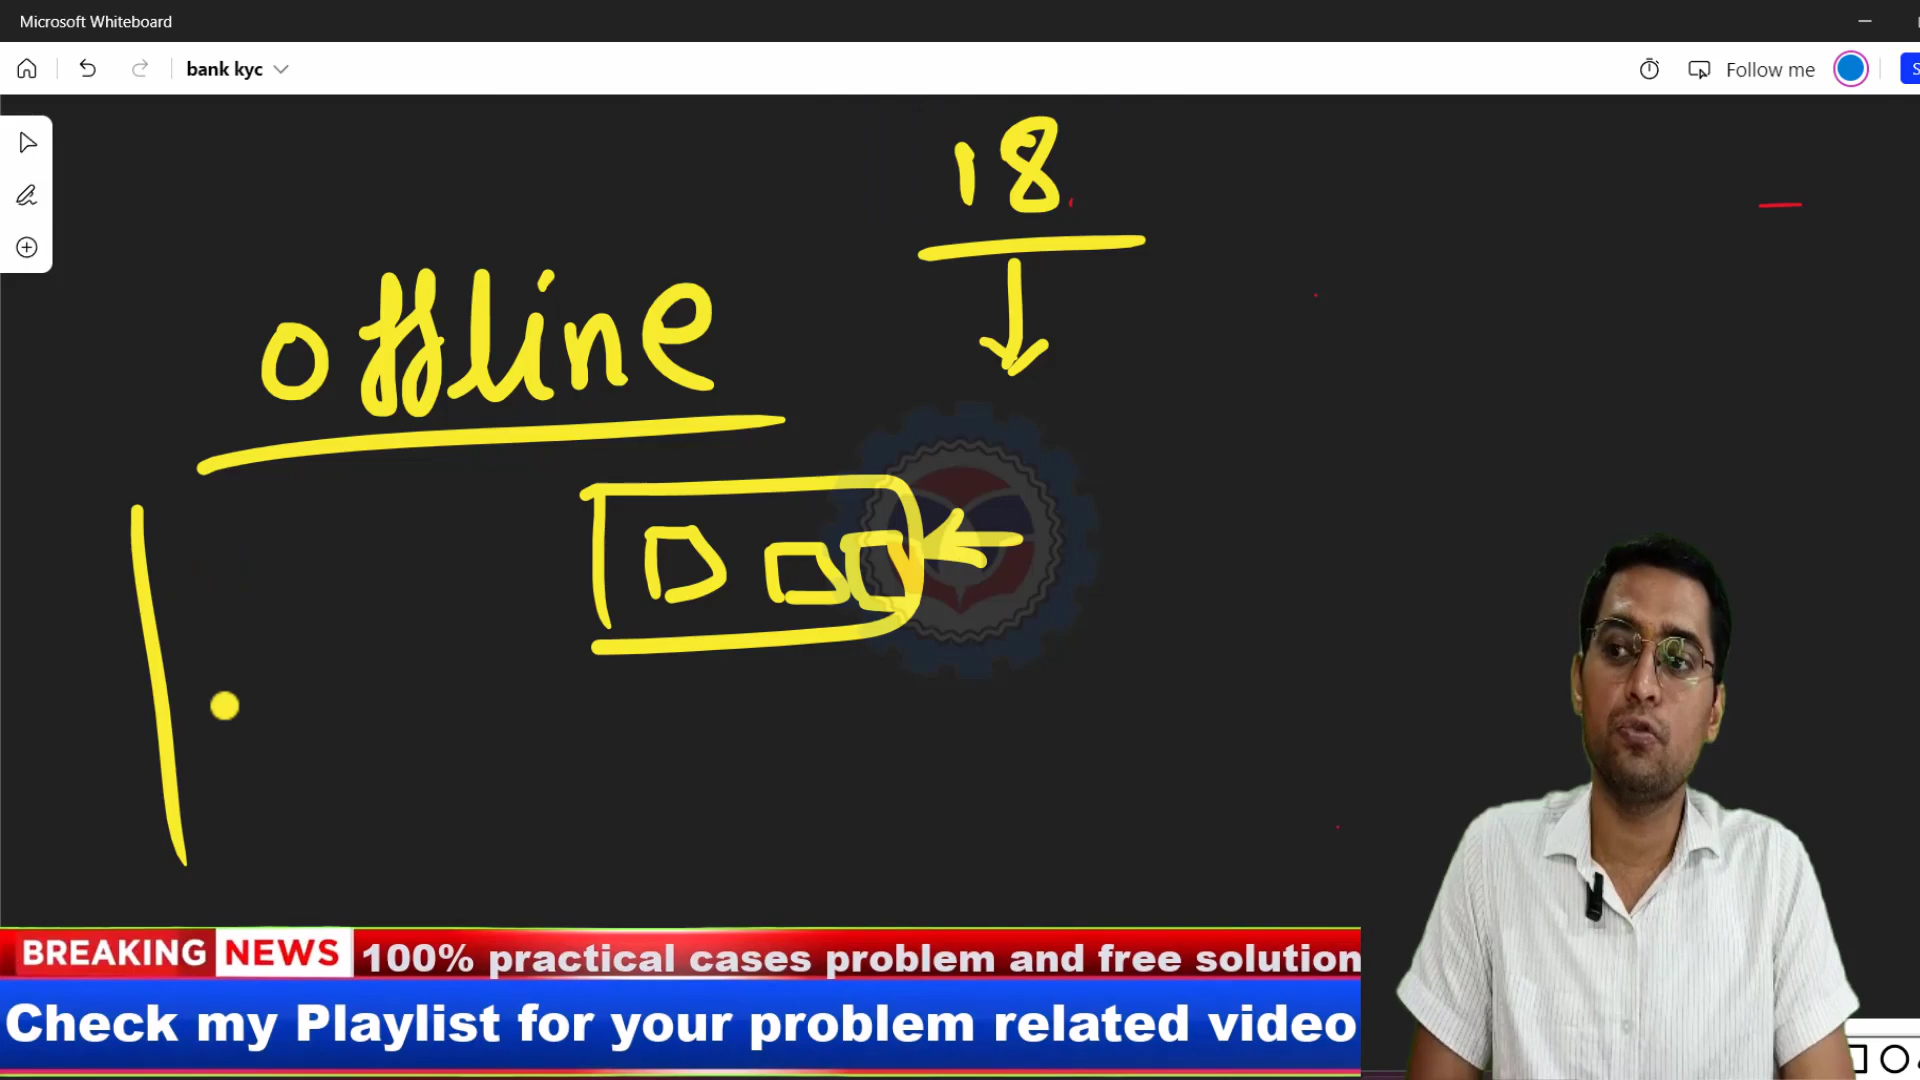 Microsoft Whiteboard
bank kyc
Follow me
18
offline
BREAKING NEWS 100% practical cases problem and free solution
Check my Playlist for your problem related video